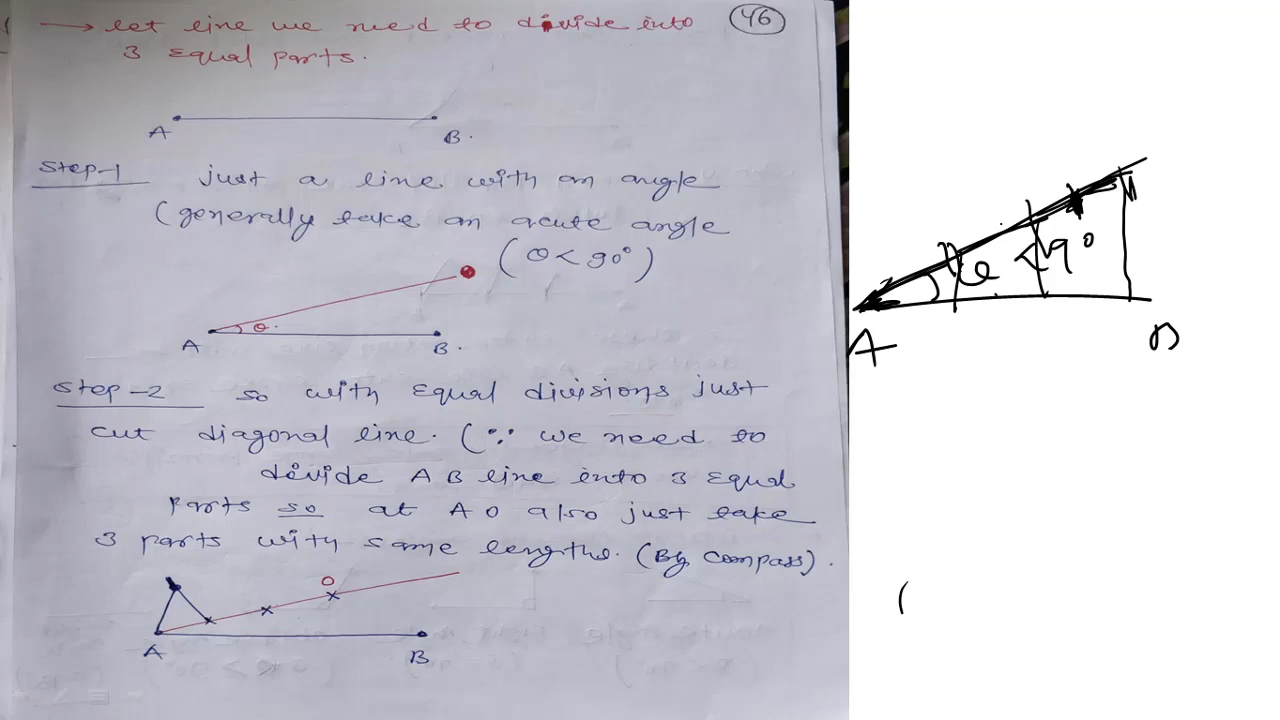 → let line we need to divide into
46
3 Equal parts.
A B.
Step-1 just a line with an angle
(generally take an acute angle
(θ < 90°)
A θ. B.
Step-2 so with equal divisions just
cut diagonal line. (∵ we need to
divide AB line into 3 Equal
parts so at AO also just take
3 parts with same lengths. (By compass).
O
A B
A B